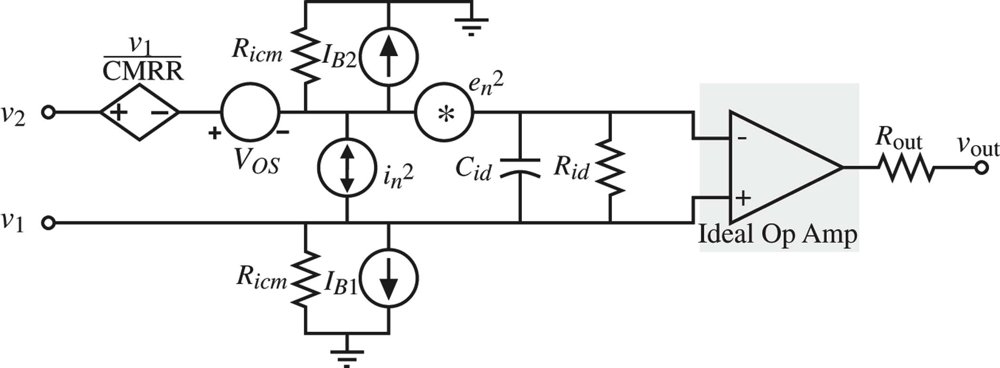 v1
CMRR
v2
+ −
+ −
VOS
Ricm
IB2
en²
*
in²
Cid
Rid
-
+
Ideal Op Amp
Rout
vout
v1
Ricm
IB1